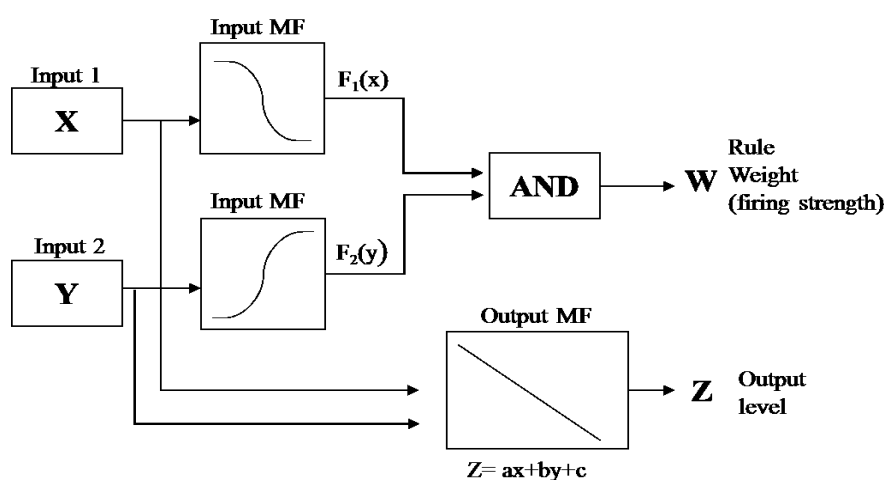 Input MF
Input 1
X
F₁(x)
AND
W
Rule
Weight
(firing strength)
Input MF
Input 2
Y
F₂(y)
Output MF
Z
Output
level
Z= ax+by+c